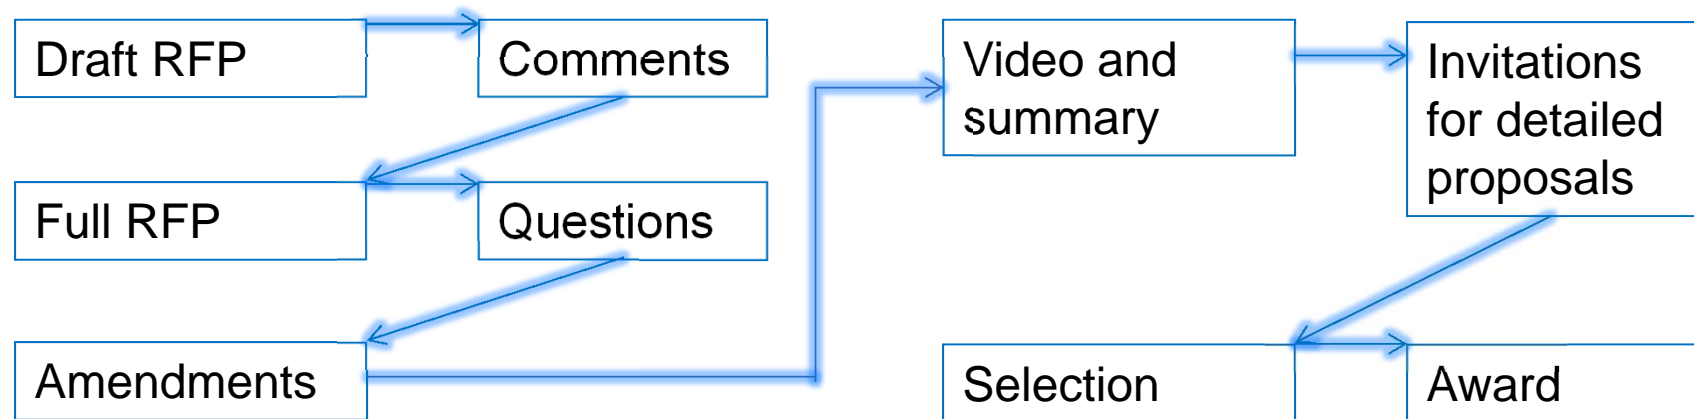 Draft RFP
Comments
Full RFP
Questions
Amendments
Video and
summary
Invitations
for detailed
proposals
Selection
Award